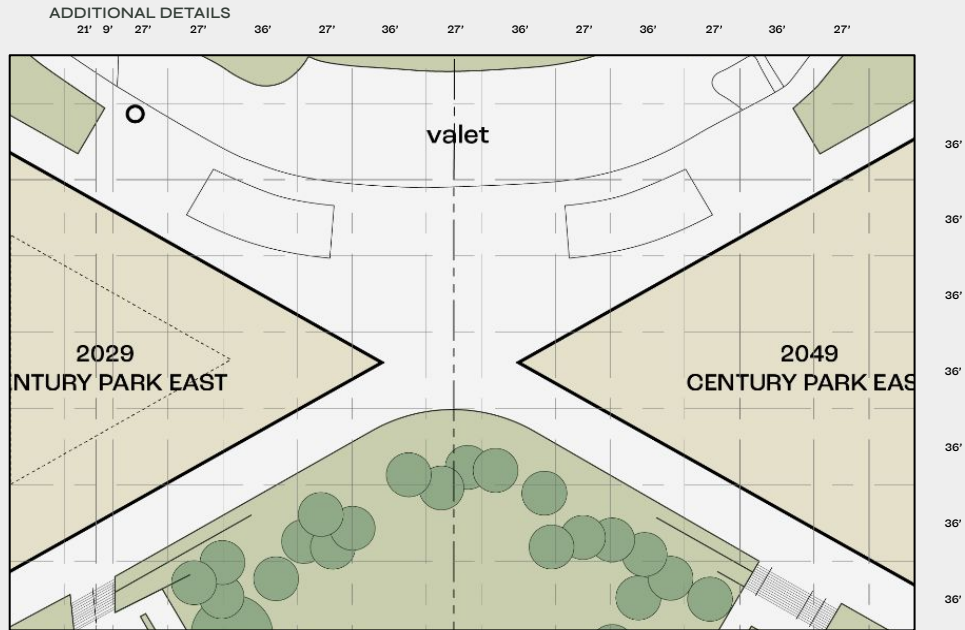 ADDITIONAL DETAILS
21' 9' 27' 27' 36' 27' 36' 27' 36' 27' 36' 27' 36' 27'
valet
36'
36'
36'
36'
2029
NTURY PARK EAST
2049
CENTURY PARK EAS
36'
36'
36'